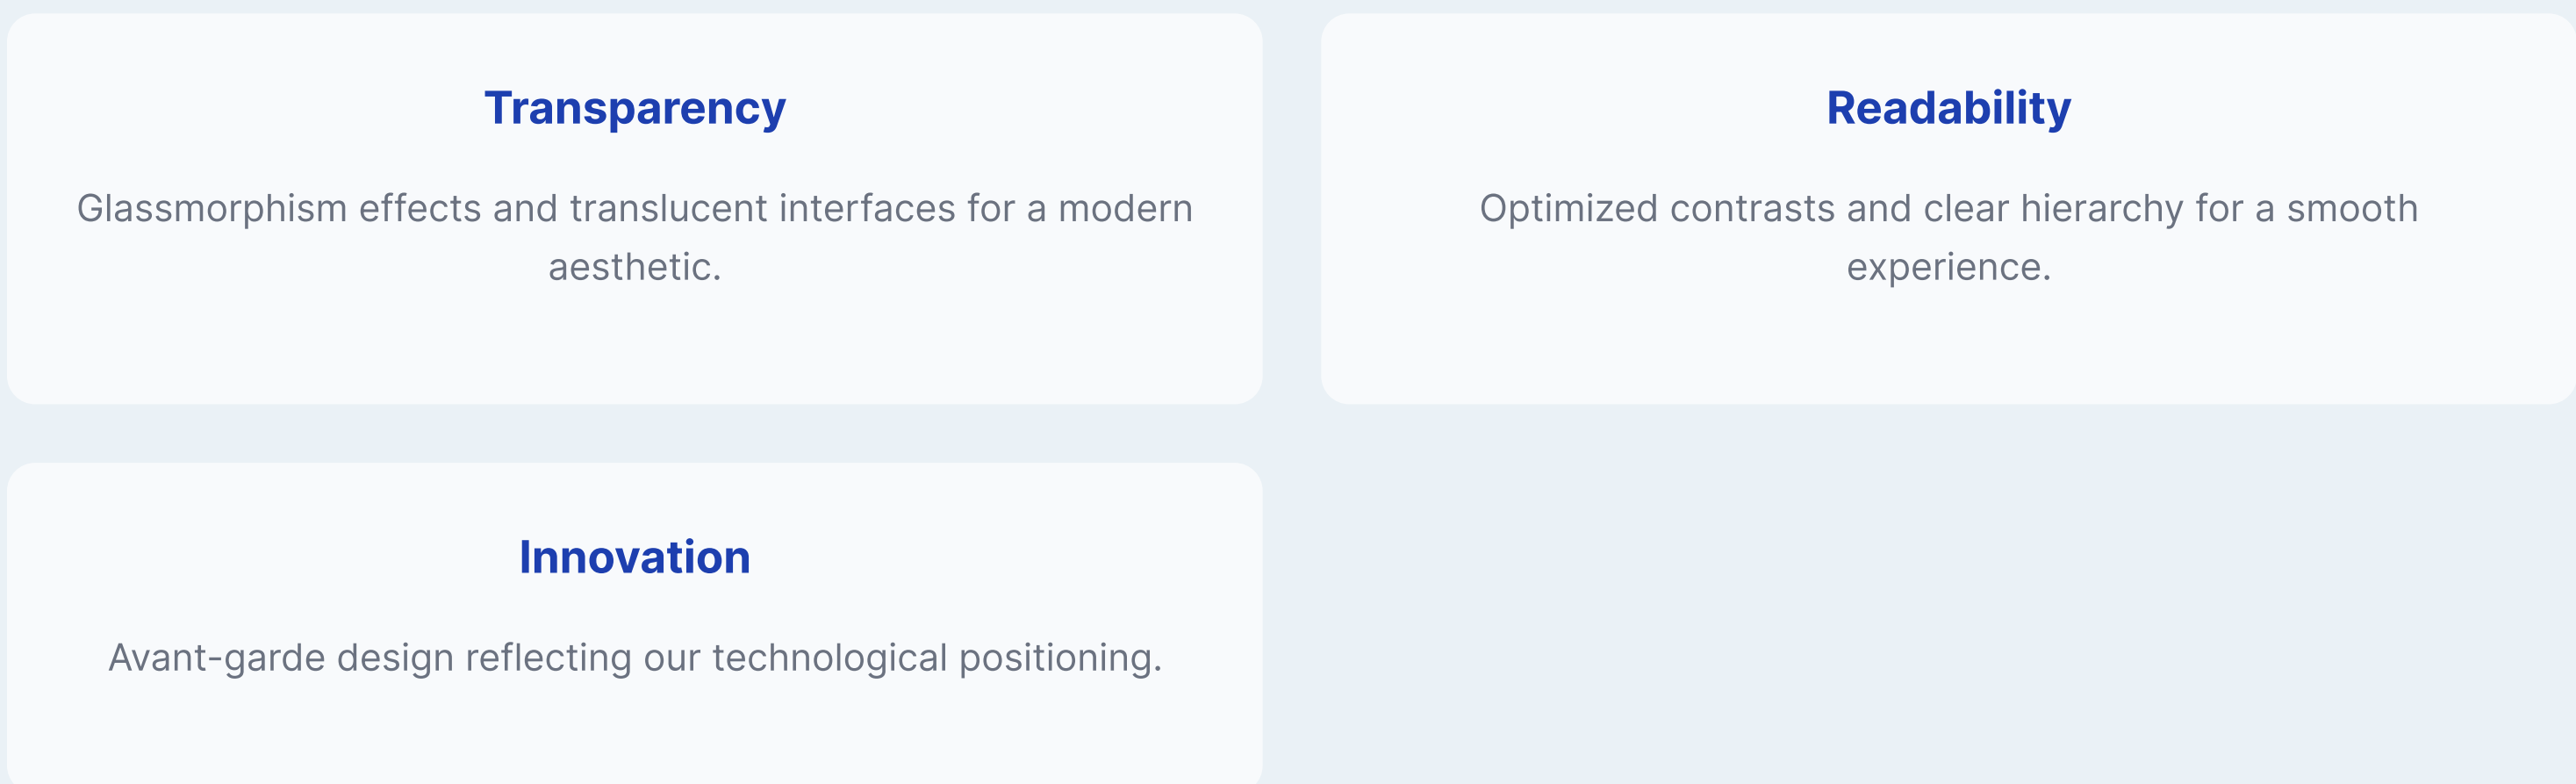 Transparency
Glassmorphism effects and translucent interfaces for a modern
aesthetic.
Readability
Optimized contrasts and clear hierarchy for a smooth
experience.
Innovation
Avant-garde design reflecting our technological positioning.